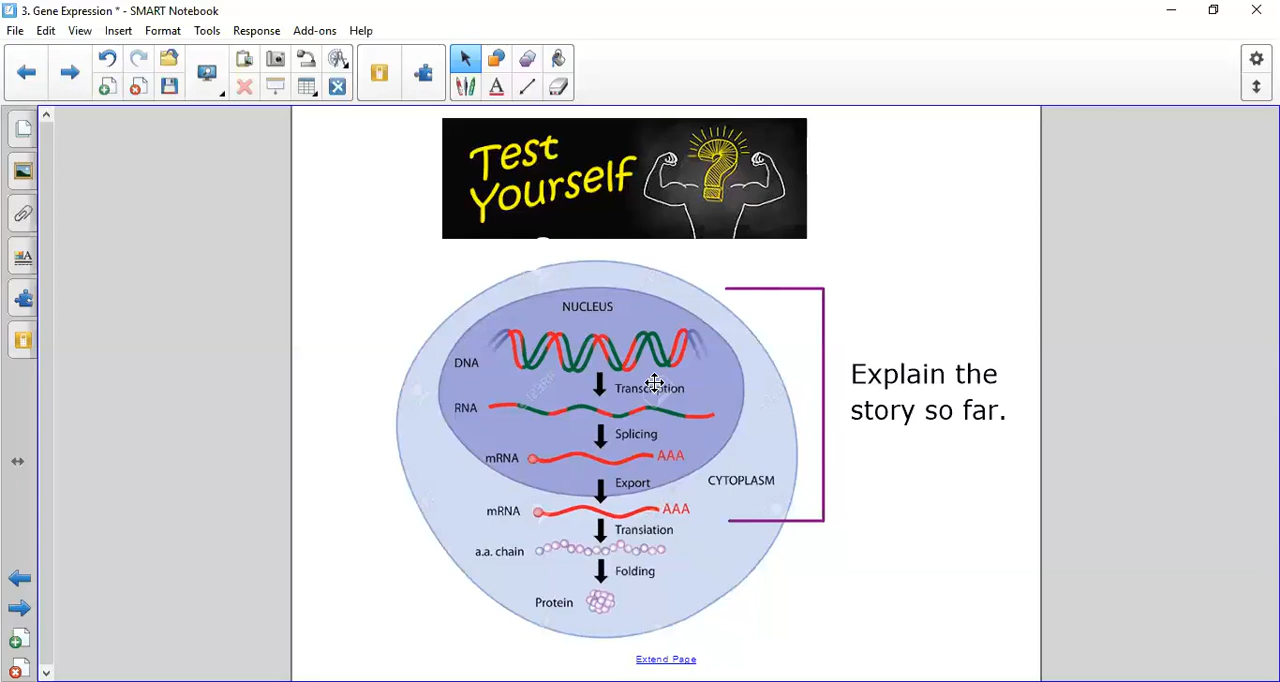 3. Gene Expression * - SMART Notebook
File Edit View Insert Format Tools Response Add-ons Help
Test
Yourself
NUCLEUS
DNA
Transcription
RNA
Splicing
mRNA
AAA
Export
CYTOPLASM
mRNA
AAA
Translation
a.a. chain
Folding
Protein
Explain the
story so far.
Extend Page